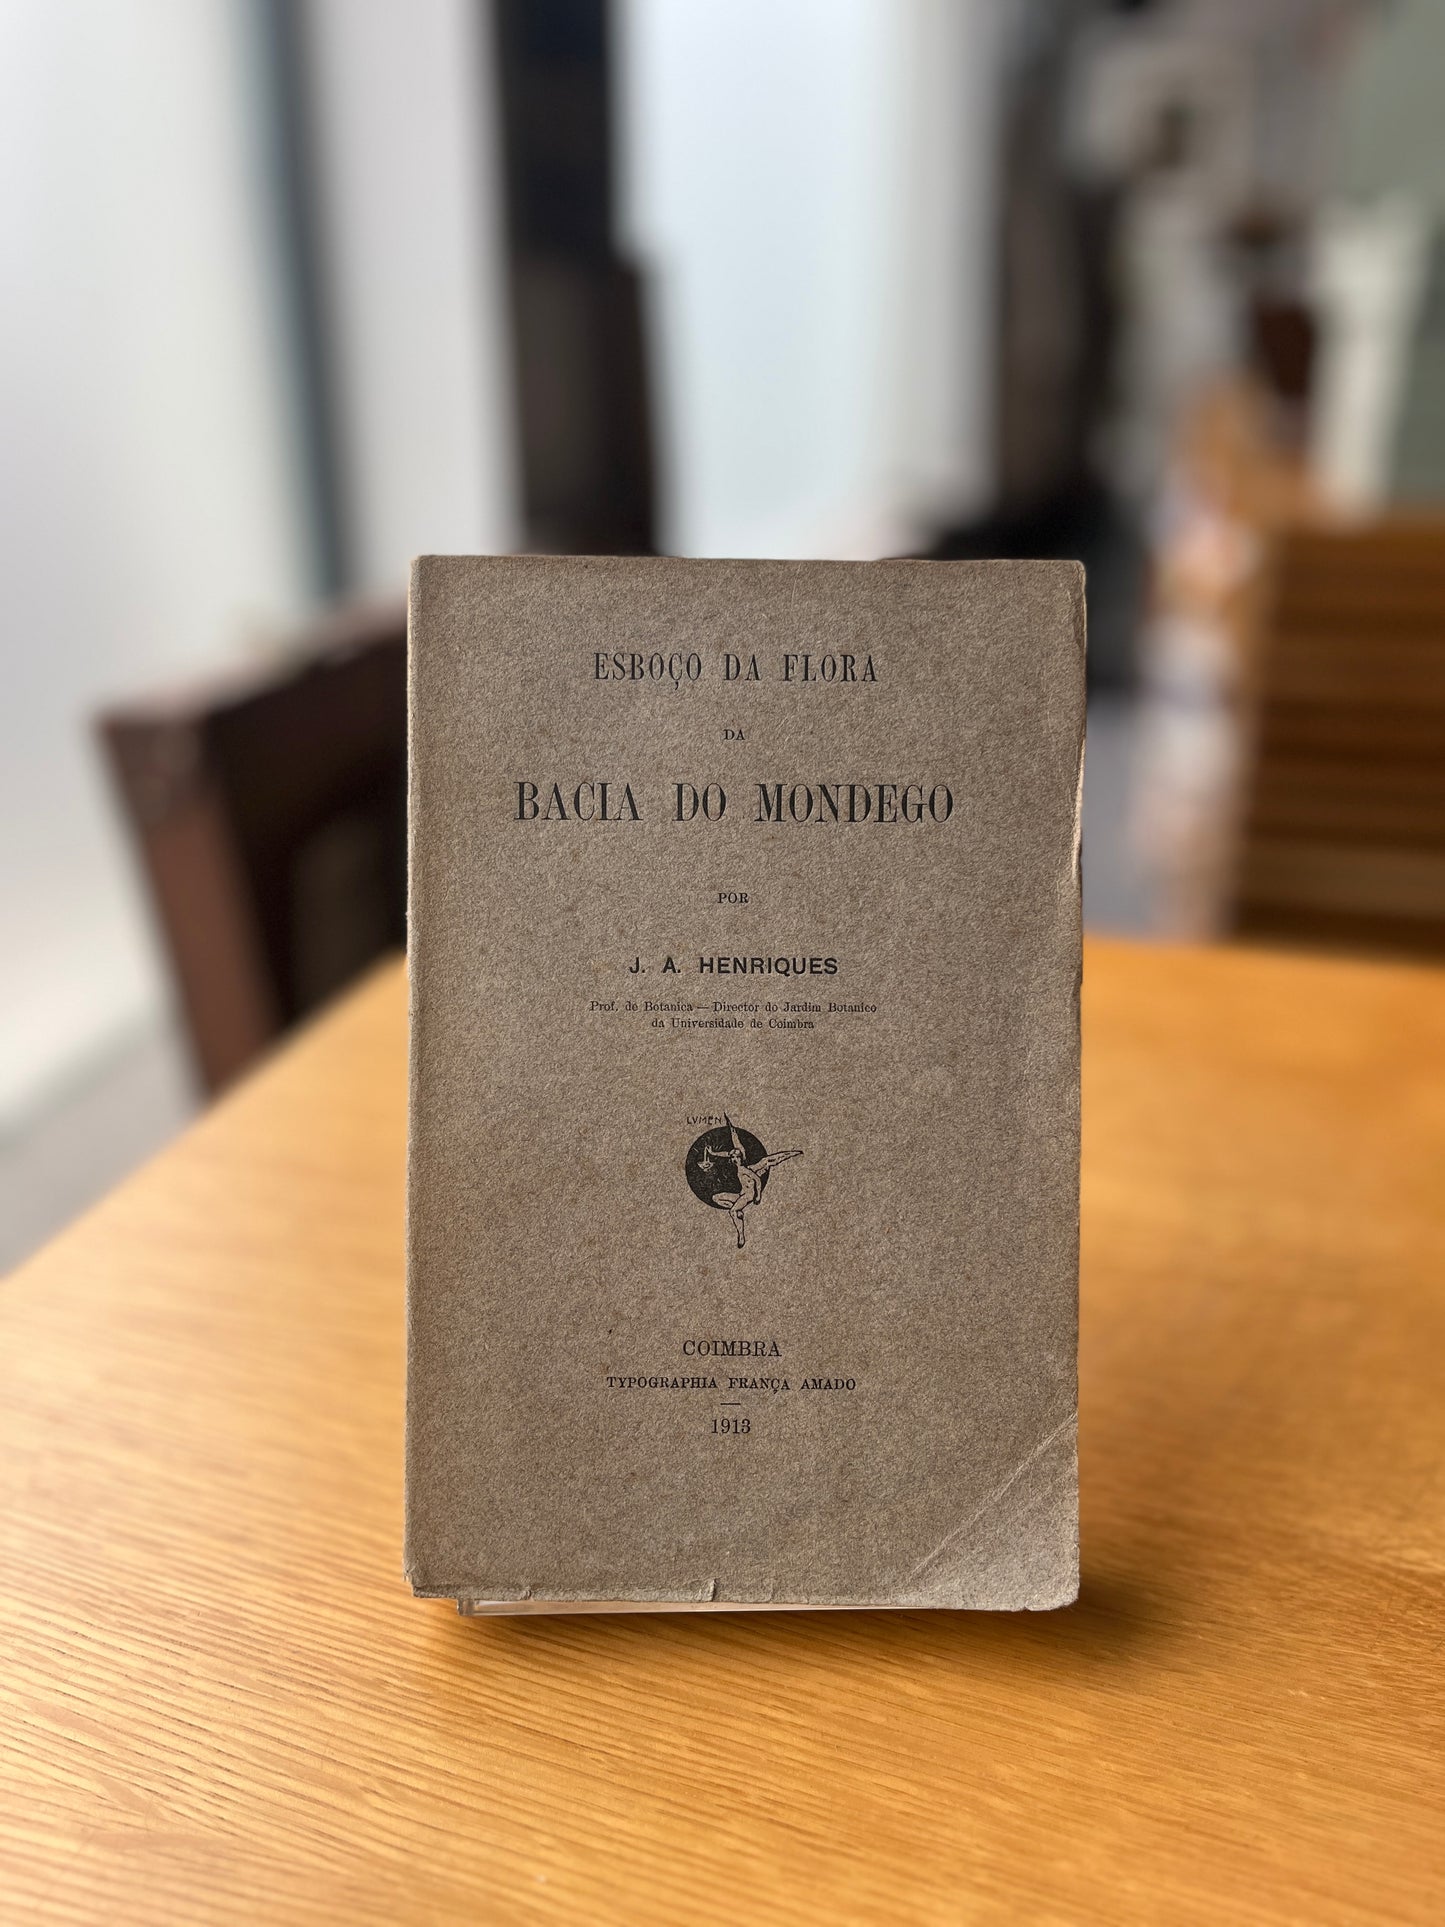 ESBOÇO DA FLORA
DA
BACIA DO MONDEGO
POR
J. A. HENRIQUES
Prof. de Botanica — Director do Jardim Botanico
da Universidade de Coimbra
LVMEN
COIMBRA
TYPOGRAPHIA FRANÇA AMADO
1913